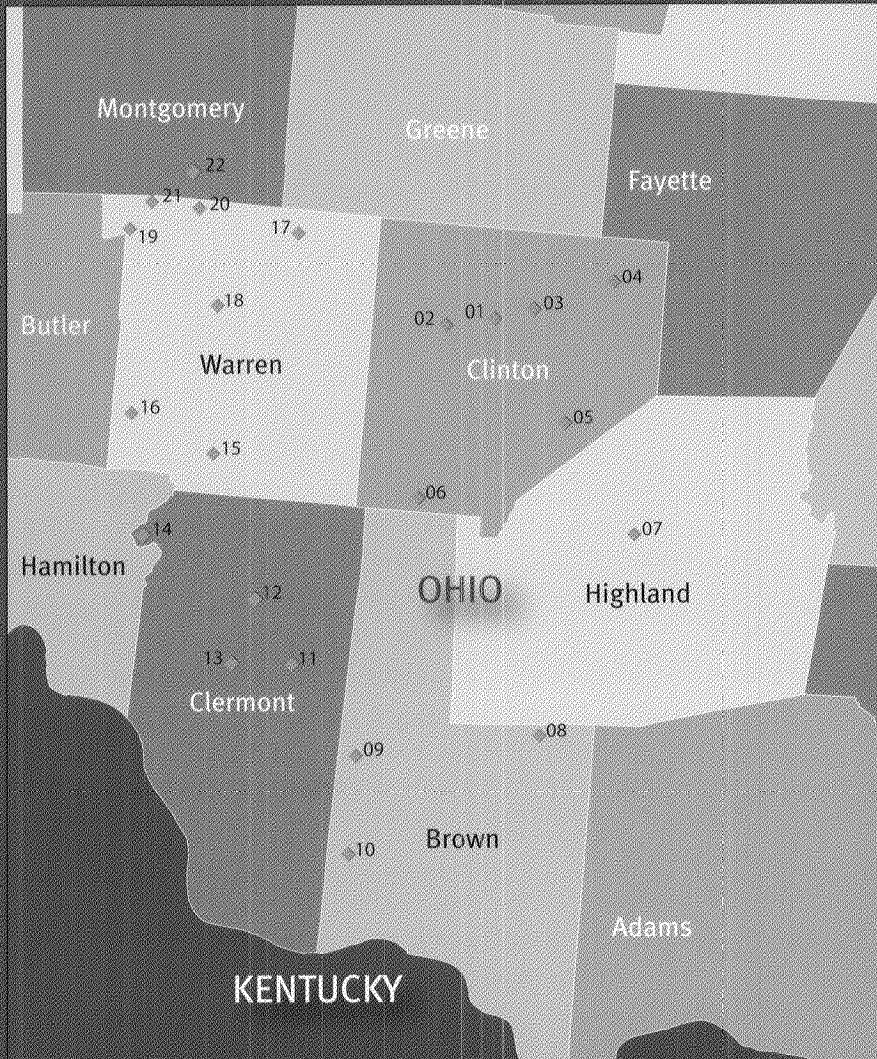 Montgomery
Greene
22
Fayette
21
20
17
19
04
18
03
01
02
Butler
Warren
Clinton
16
05
15
06
14
07
Hamilton
OHIO
12
Highland
13
11
Clermont
08
09
Brown
10
Adams
KENTUCKY